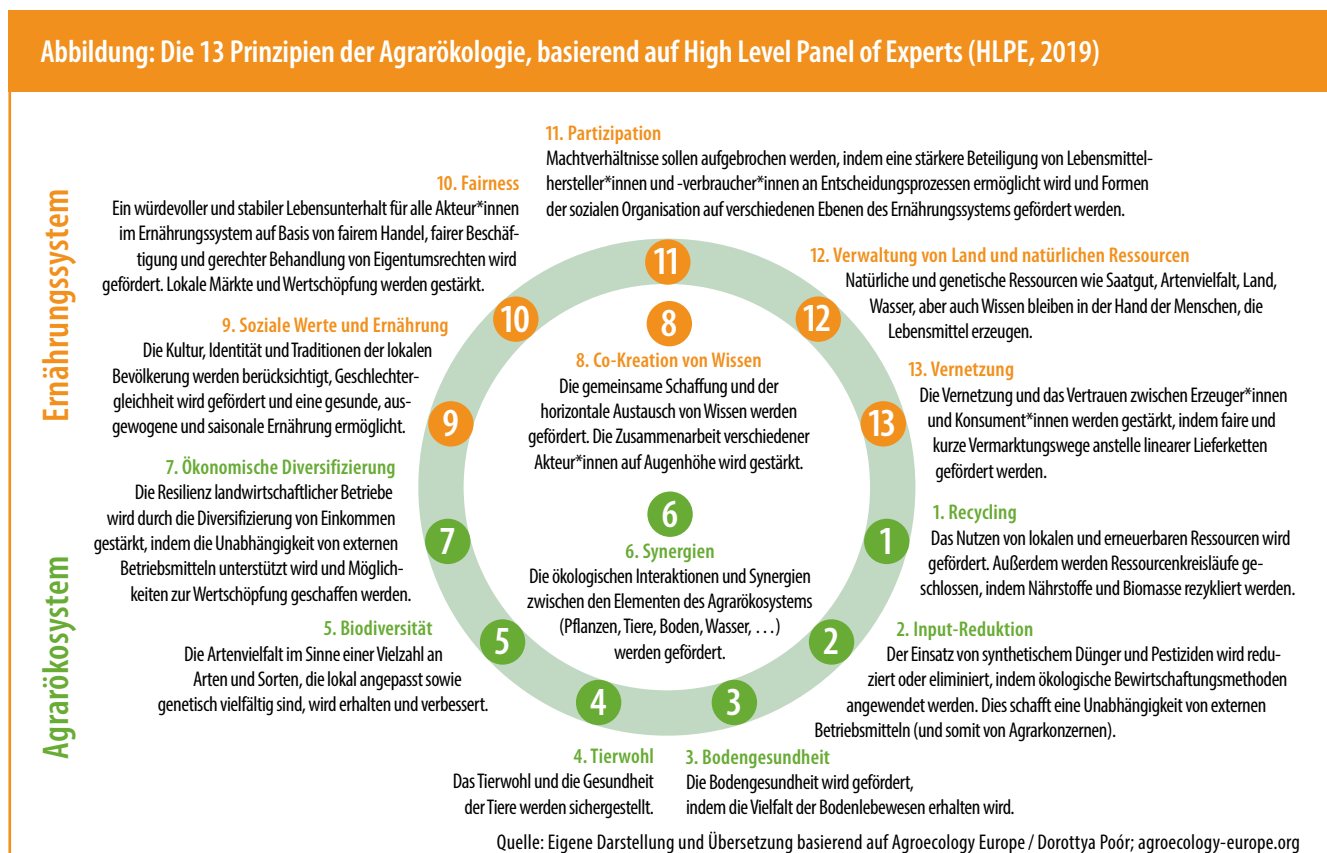 Abbildung: Die 13 Prinzipien der Agrarökologie, basierend auf High Level Panel of Experts (HLPE, 2019)
Ernährungssystem
Agrarökosystem
11. Partizipation
Machtverhältnisse sollen aufgebrochen werden, indem eine stärkere Beteiligung von Lebensmittel-
hersteller*innen und -verbraucher*innen an Entscheidungsprozessen ermöglicht wird und Formen
der sozialen Organisation auf verschiedenen Ebenen des Ernährungssystems gefördert werden.
10. Fairness
Ein würdevoller und stabiler Lebensunterhalt für alle Akteur*innen
im Ernährungssystem auf Basis von fairem Handel, fairer Beschäf-
tigung und gerechter Behandlung von Eigentumsrechten wird
gefördert. Lokale Märkte und Wertschöpfung werden gestärkt.
12. Verwaltung von Land und natürlichen Ressourcen
Natürliche und genetische Ressourcen wie Saatgut, Artenvielfalt, Land,
Wasser, aber auch Wissen bleiben in der Hand der Menschen, die
Lebensmittel erzeugen.
9. Soziale Werte und Ernährung
Die Kultur, Identität und Traditionen der lokalen
Bevölkerung werden berücksichtigt, Geschlechter-
gleichheit wird gefördert und eine gesunde, aus-
gewogene und saisonale Ernährung ermöglicht.
11
10
12
8
9
13
8. Co-Kreation von Wissen
Die gemeinsame Schaffung und der
horizontale Austausch von Wissen werden
gefördert. Die Zusammenarbeit verschiedener
Akteur*innen auf Augenhöhe wird gestärkt.
13. Vernetzung
Die Vernetzung und das Vertrauen zwischen Erzeuger*innen
und Konsument*innen werden gestärkt, indem faire und
kurze Vermarktungswege anstelle linearer Lieferketten
gefördert werden.
7. Ökonomische Diversifizierung
Die Resilienz landwirtschaftlicher Betriebe
wird durch die Diversifizierung von Einkommen
gestärkt, indem die Unabhängigkeit von externen
Betriebsmitteln unterstützt wird und Möglich-
keiten zur Wertschöpfung geschaffen werden.
6
7
1
6. Synergien
Die ökologischen Interaktionen und Synergien
zwischen den Elementen des Agrarökosystems
(Pflanzen, Tiere, Boden, Wasser, . . .)
werden gefördert.
1. Recycling
Das Nutzen von lokalen und erneuerbaren Ressourcen wird
gefördert. Außerdem werden Ressourcenkreisläufe ge-
schlossen, indem Nährstoffe und Biomasse rezykliert werden.
5. Biodiversität
Die Artenvielfalt im Sinne einer Vielzahl an
Arten und Sorten, die lokal angepasst sowie
genetisch vielfältig sind, wird erhalten und verbessert.
5
2
4
3
2. Input-Reduktion
Der Einsatz von synthetischem Dünger und Pestiziden wird redu-
ziert oder eliminiert, indem ökologische Bewirtschaftungsmethoden
angewendet werden. Dies schafft eine Unabhängigkeit von externen
Betriebsmitteln (und somit von Agrarkonzernen).
4. Tierwohl
Das Tierwohl und die Gesundheit
der Tiere werden sichergestellt.
3. Bodengesundheit
Die Bodengesundheit wird gefördert,
indem die Vielfalt der Bodenlebewesen erhalten wird.
Quelle: Eigene Darstellung und Übersetzung basierend auf Agroecology Europe / Dorottya Poór; agroecology-europe.org